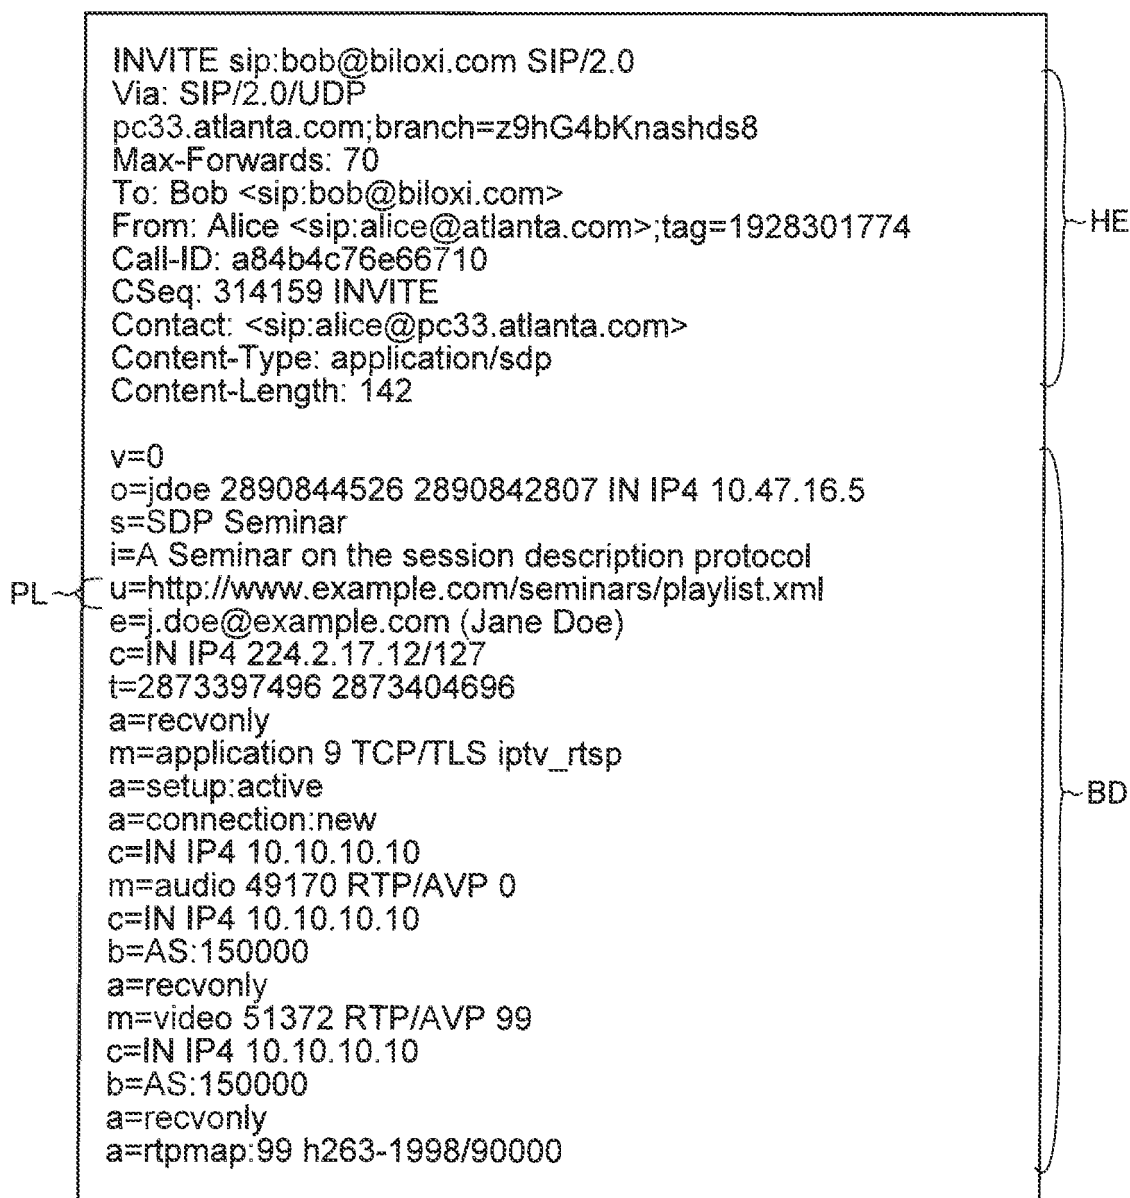 INVITE sip:bob@biloxi.com SIP/2.0
Via: SIP/2.0/UDP
pc33.atlanta.com;branch=z9hG4bKnashds8
Max-Forwards: 70
To: Bob <sip:bob@biloxi.com>
From: Alice <sip:alice@atlanta.com>;tag=1928301774
HE
Call-ID: a84b4c76e66710
CSeq: 314159 INVITE
Contact: <sip:alice@pc33.atlanta.com>
Content-Type: application/sdp
Content-Length: 142
v=0
o=jdoe 2890844526 2890842807 IN IP4 10.47.16.5
s=SDP Seminar
i=A Seminar on the session description protocol
PL
u=http://www.example.com/seminars/playlist.xml
e=j.doe@example.com (Jane Doe)
c=IN IP4 224.2.17.12/127
t=2873397496 2873404696
a=recvonly
m=application 9 TCP/TLS iptv_rtsp
a=setup:active
BD
a=connection:new
c=IN IP4 10.10.10.10
m=audio 49170 RTP/AVP 0
c=IN IP4 10.10.10.10
b=AS:150000
a=recvonly
m=video 51372 RTP/AVP 99
c=IN IP4 10.10.10.10
b=AS:150000
a=recvonly
a=rtpmap:99 h263-1998/90000